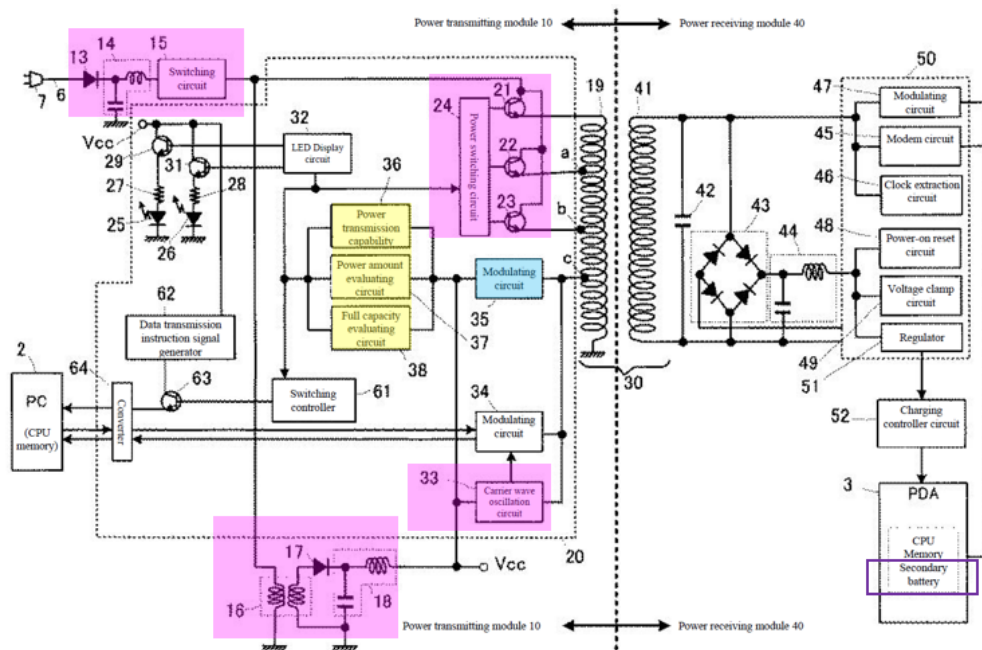 Power transmitting module 10
Power receiving module 40
13
14
15
Switching
circuit
7
6
Vcc
29
31
27
28
25
26
32
LED Display
circuit
24
Power switching circuit
21
22
23
19
41
a
b
c
36
Power
transmission
capability
Power amount
evaluating circuit
37
Full capacity
evaluating
circuit
38
Modulating
circuit
35
42
43
44
50
47
Modulating
circuit
45
Modem circuit
46
Clock extraction
circuit
48
Power-on reset
circuit
Voltage clamp
circuit
49
Regulator
51
30
62
Data transmission
instruction signal
generator
2
64
63
PC
(CPU
memory)
Converter
Switching
controller
61
34
Modulating
circuit
33
Carrier wave
oscillation
circuit
20
52
Charging
controller circuit
3
PDA
CPU
Memory
Secondary
battery
16
17
18
Vcc
Power transmitting module 10
Power receiving module 40